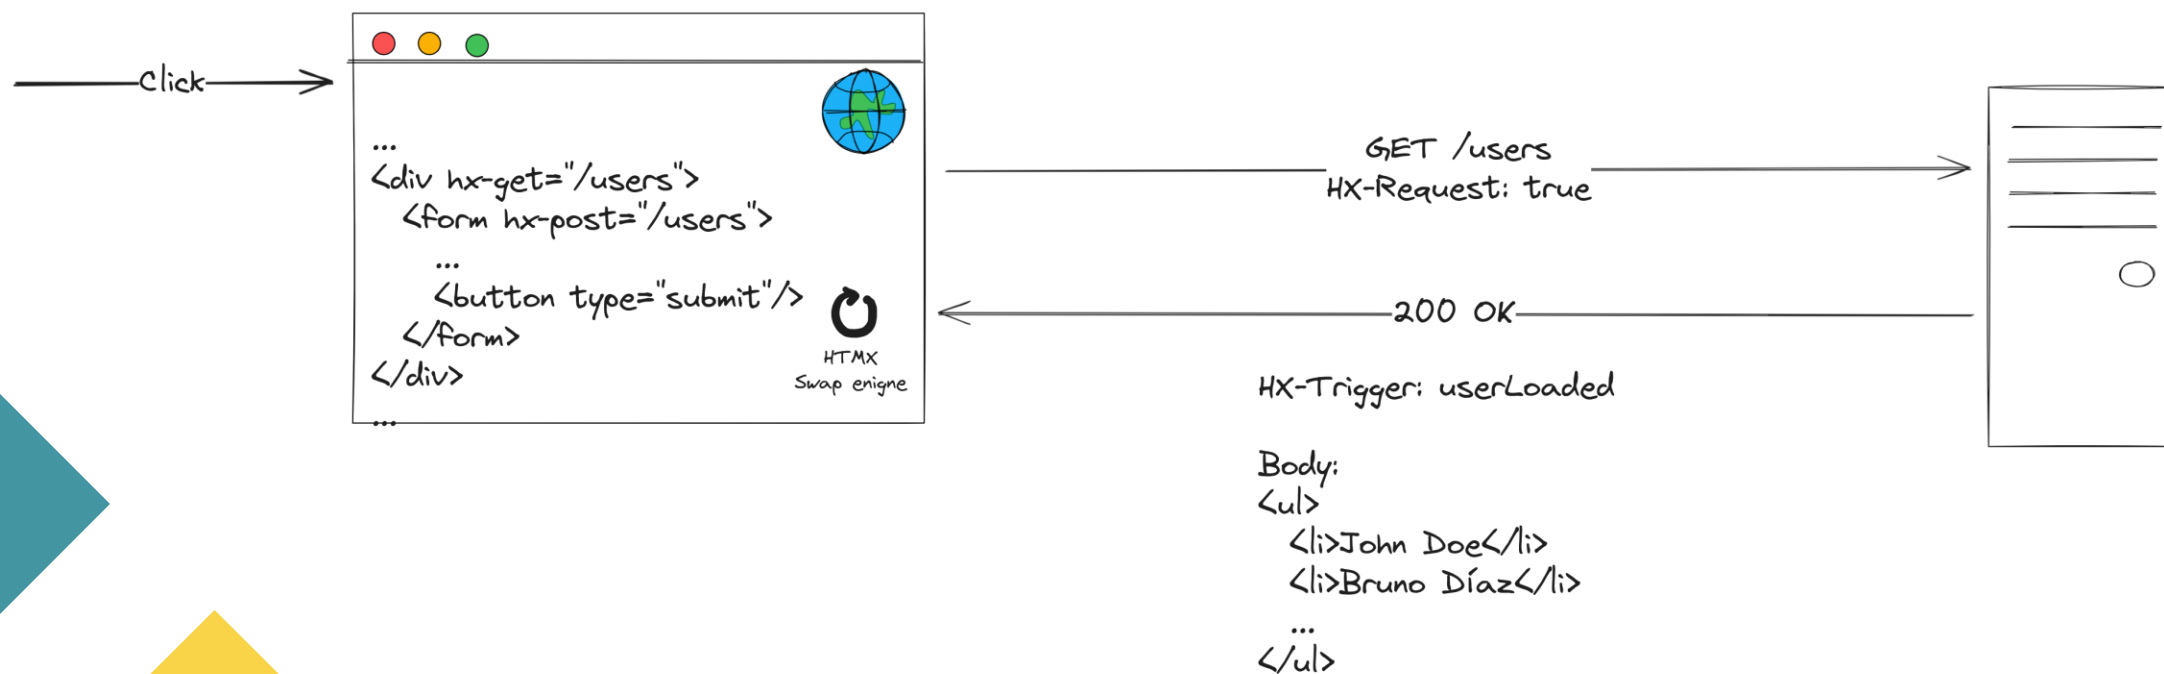 Click
...
<div hx-get="/users">
<form hx-post="/users">
...
<button type="submit"/>
</form>
</div>
...
HTMX
Swap enigne
GET /users
HX-Request: true
200 OK
HX-Trigger: userLoaded
Body:
<ul>
<li>John Doe</li>
<li>Bruno Díaz</li>
...
</ul>